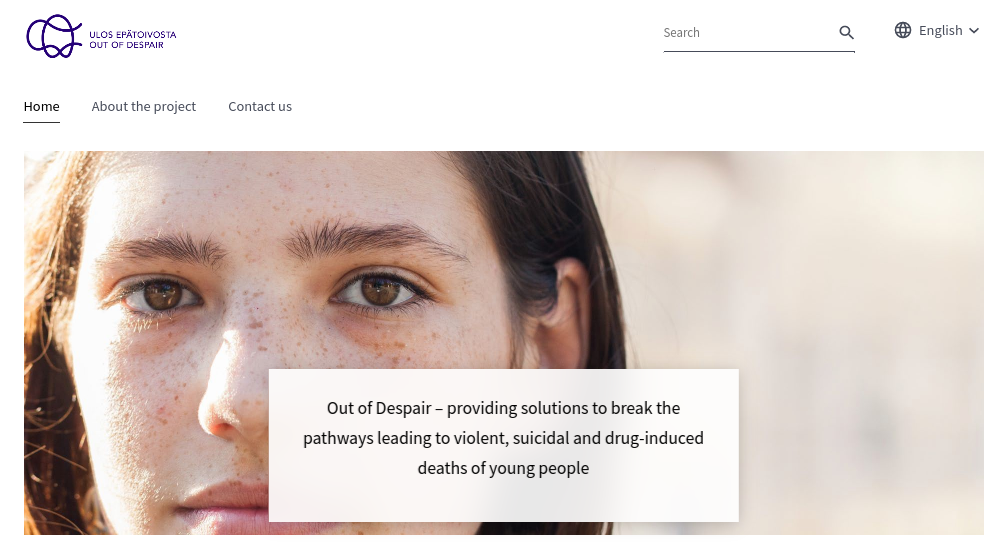 ULOS EPÄTOIVOSTA
OUT OF DESPAIR
Search
English
Home
About the project
Contact us
Out of Despair – providing solutions to break the
pathways leading to violent, suicidal and drug-induced
deaths of young people